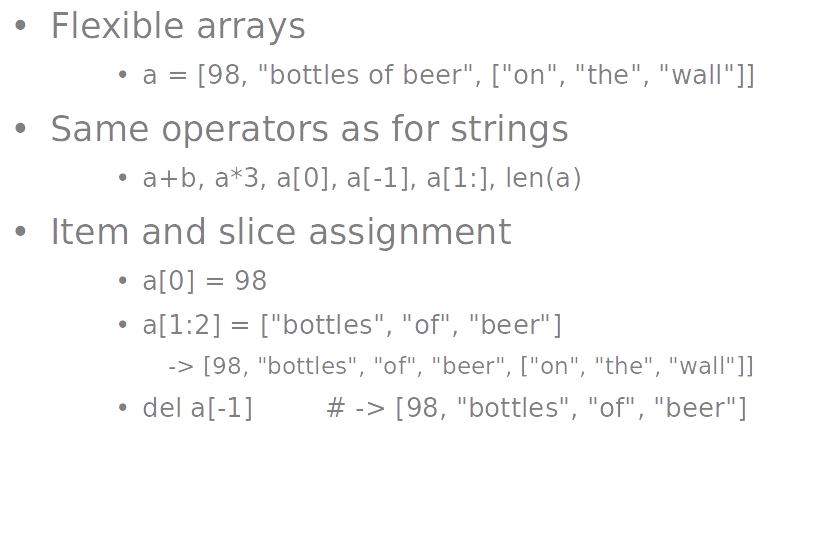 • Flexible arrays
• a = [98, "bottles of beer", ["on", "the", "wall"]]
• Same operators as for strings
• a+b, a*3, a[0], a[-1], a[1:], len(a)
• Item and slice assignment
• a[0] = 98
• a[1:2] = ["bottles", "of", "beer"]
-> [98, "bottles", "of", "beer", ["on", "the", "wall"]]
• del a[-1] # -> [98, "bottles", "of", "beer"]